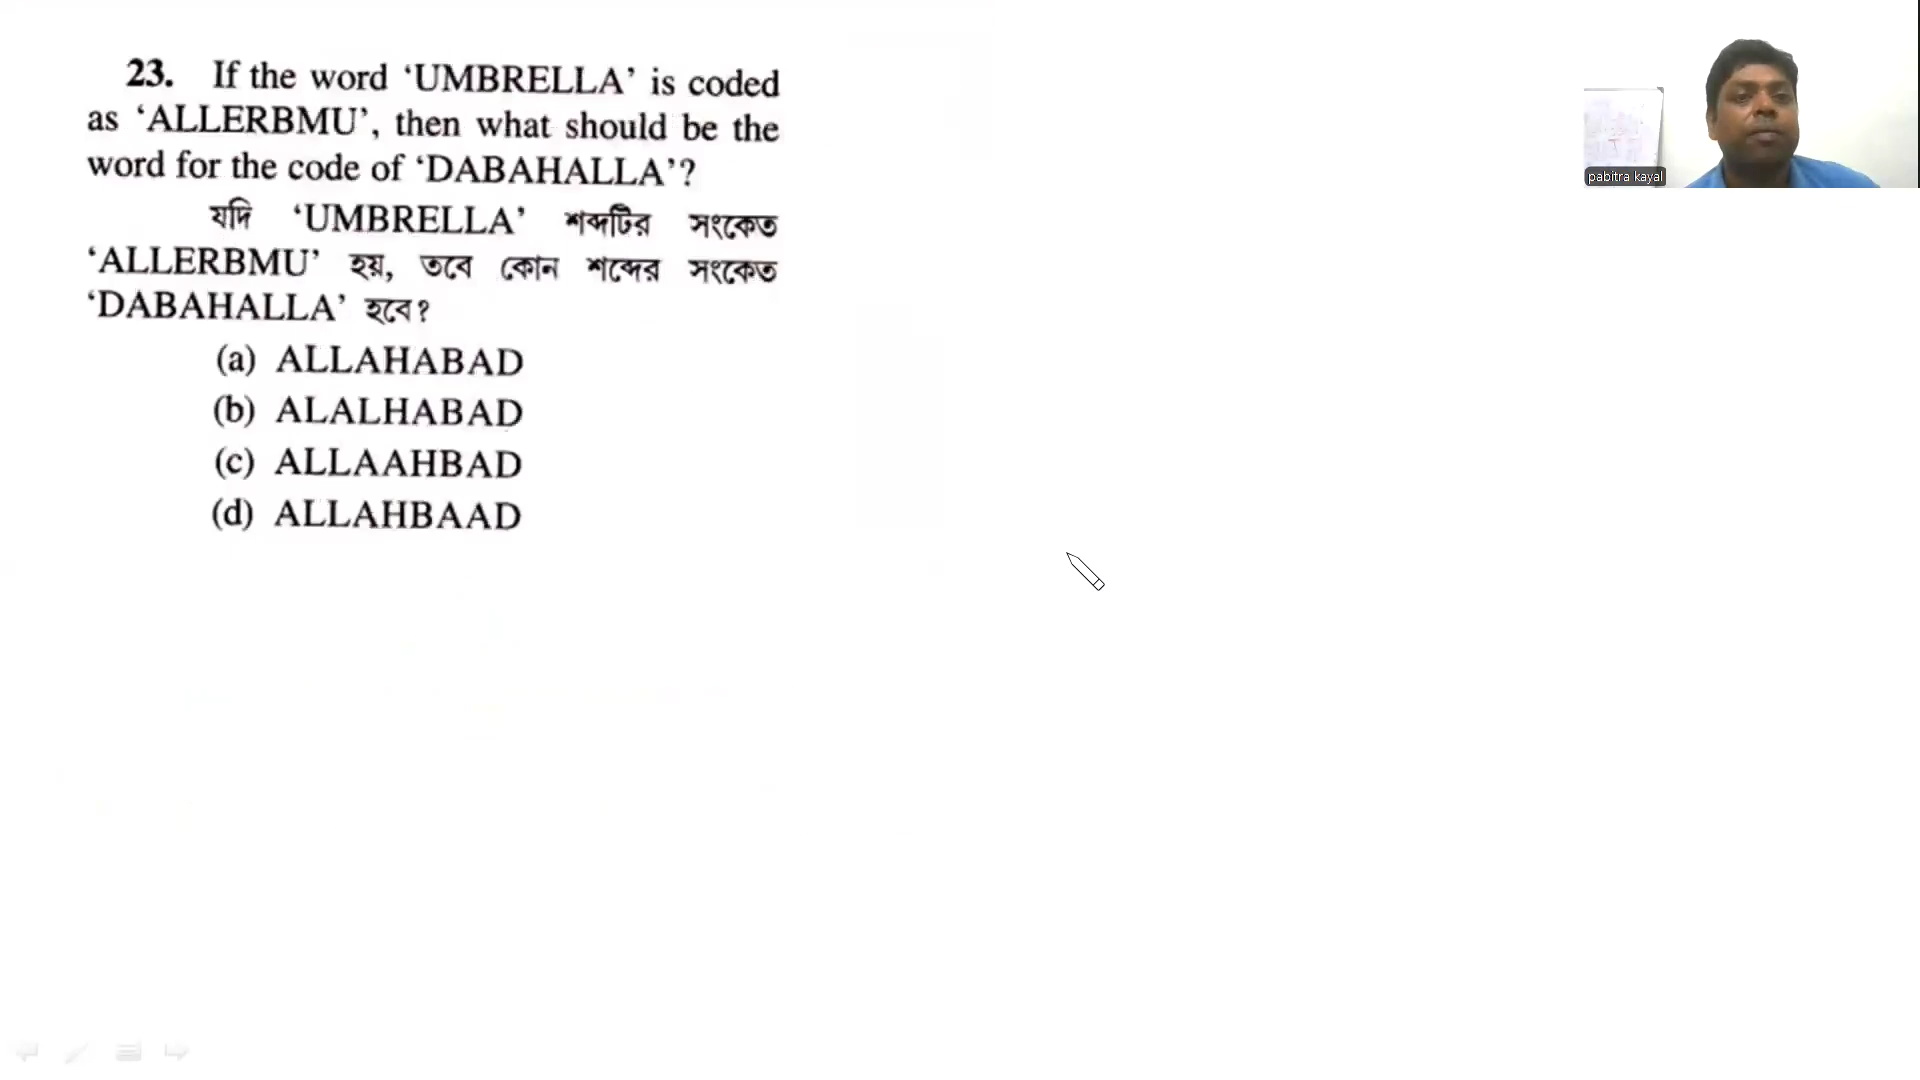 23. If the word ‘UMBRELLA’ is coded
as ‘ALLERBMU’, then what should be the
word for the code of ‘DABAHALLA’?
যদি ‘UMBRELLA’ শব্দটির সংকেত
‘ALLERBMU’ হয়, তবে কোন শব্দের সংকেত
‘DABAHALLA’ হবে?
(a) ALLAHABAD
(b) ALALHABAD
(c) ALLAAHBAD
(d) ALLAHBAAD
pabitra kayal